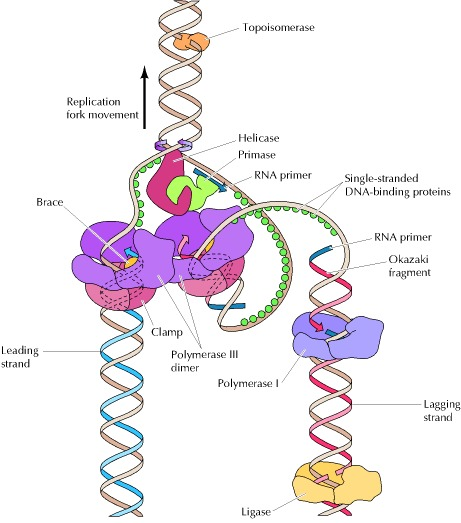 Topoisomerase
Replication
fork movement
Helicase
Primase
RNA primer
Single-stranded
DNA-binding proteins
Brace
RNA primer
Okazaki
fragment
Clamp
Leading
strand
Polymerase III
dimer
Polymerase I
Lagging
strand
Ligase